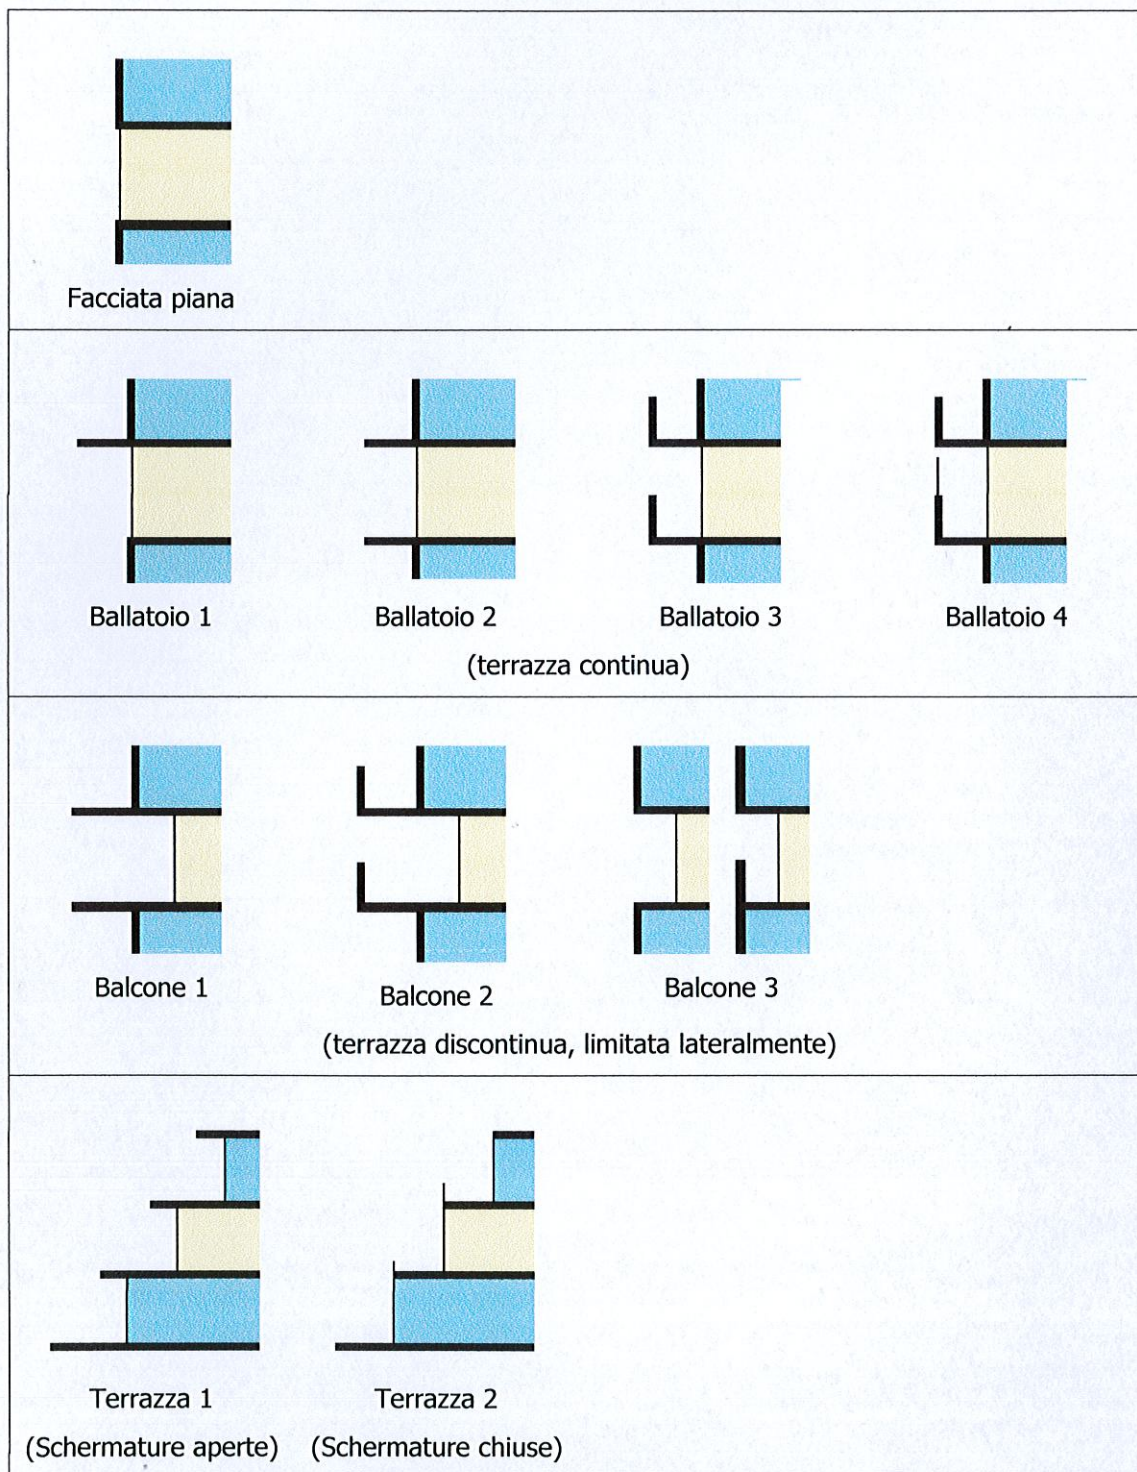 Facciata piana
Ballatoio 1
Ballatoio 2
Ballatoio 3
Ballatoio 4
(terrazza continua)
Balcone 1
Balcone 2
Balcone 3
(terrazza discontinua, limitata lateralmente)
Terrazza 1
Terrazza 2
(Schermature aperte)
(Schermature chiuse)